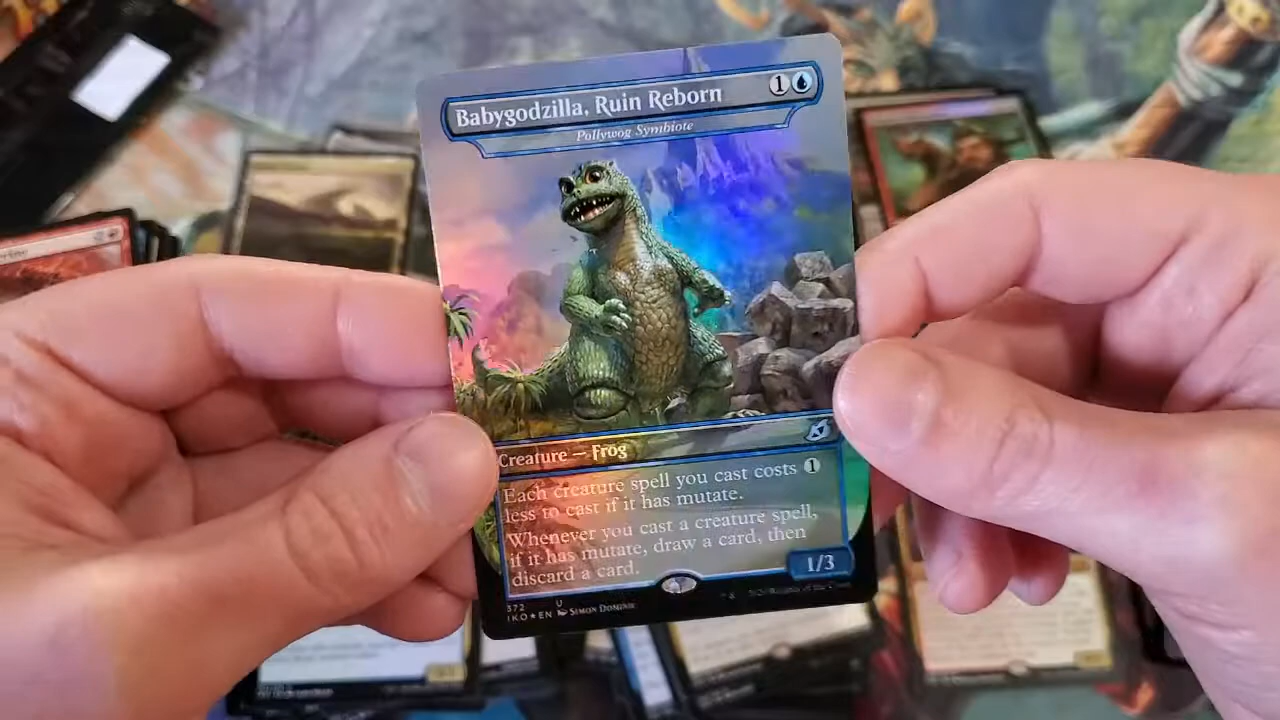 Babygodzilla, Ruin Reborn 1
Pollywog Symbiote
Creature — Frog
Each creature spell you cast costs 1
less to cast if it has mutate.
Whenever you cast a creature spell,
if it has mutate, draw a card, then
discard a card.
1/3
372 U
IKO★EN Simon Dominic